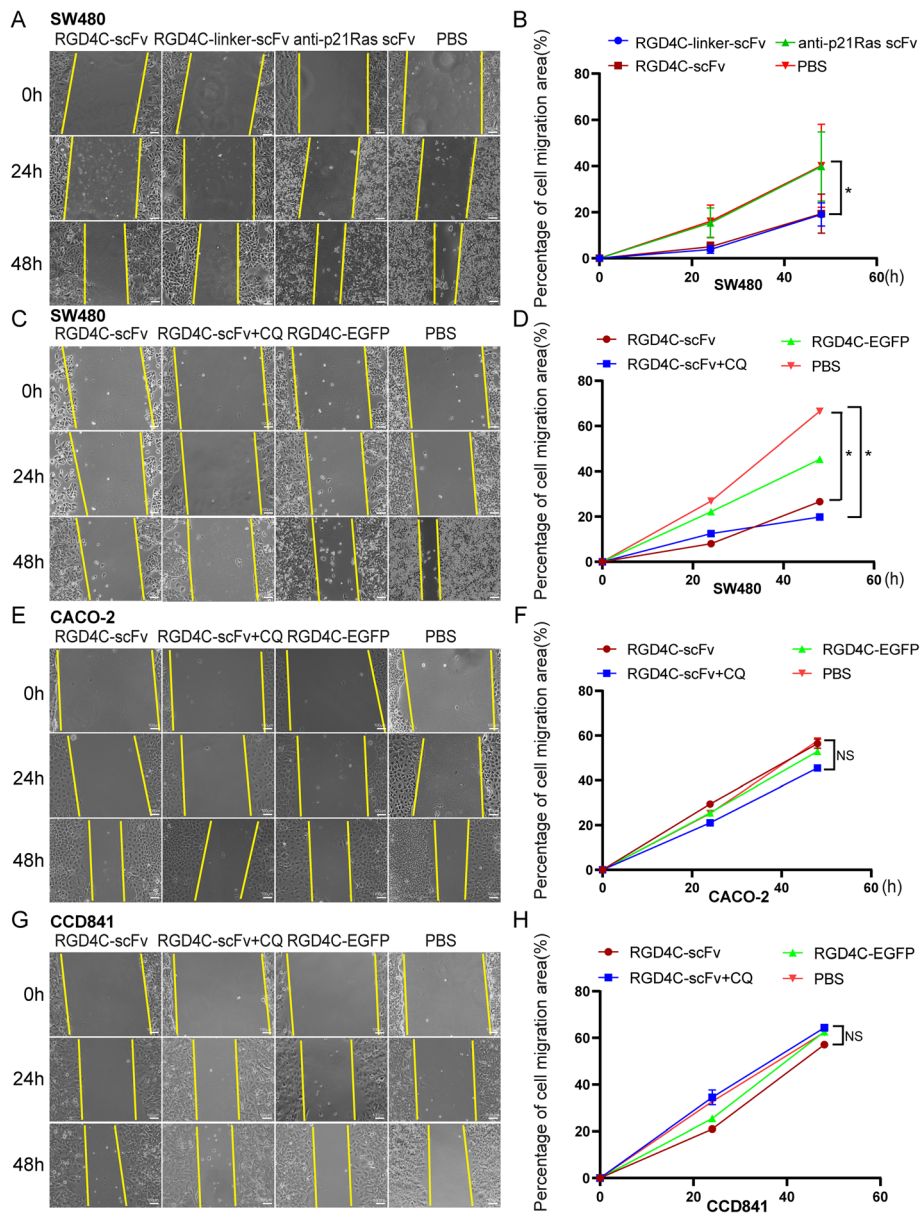 A SW480
RGD4C-scFv RGD4C-linker-scFv anti-p21Ras scFv PBS
0h
24h
48h
B
RGD4C-linker-scFv anti-p21Ras scFv
RGD4C-scFv PBS
Percentage of cell migration area(%)
80
60
40
20
0
*
0 20 40 60 (h)
SW480
C SW480
RGD4C-scFv RGD4C-scFv+CQ RGD4C-EGFP PBS
0h
24h
48h
D
RGD4C-scFv RGD4C-EGFP
RGD4C-scFv+CQ PBS
Percentage of cell migration area(%)
80
60
40
20
0
* *
0 20 40 60 (h)
SW480
E CACO-2
RGD4C-scFv RGD4C-scFv+CQ RGD4C-EGFP PBS
0h
24h
48h
F
RGD4C-scFv RGD4C-EGFP
RGD4C-scFv+CQ PBS
Percentage of cell migration area(%)
80
60
40
20
0
NS
0 20 40 60 (h)
CACO-2
G CCD841
RGD4C-scFv RGD4C-scFv+CQ RGD4C-EGFP PBS
0h
24h
48h
H
RGD4C-scFv RGD4C-EGFP
RGD4C-scFv+CQ PBS
Percentage of cell migration area(%)
80
60
40
20
0
NS
0 20 40 60 (h)
CCD841